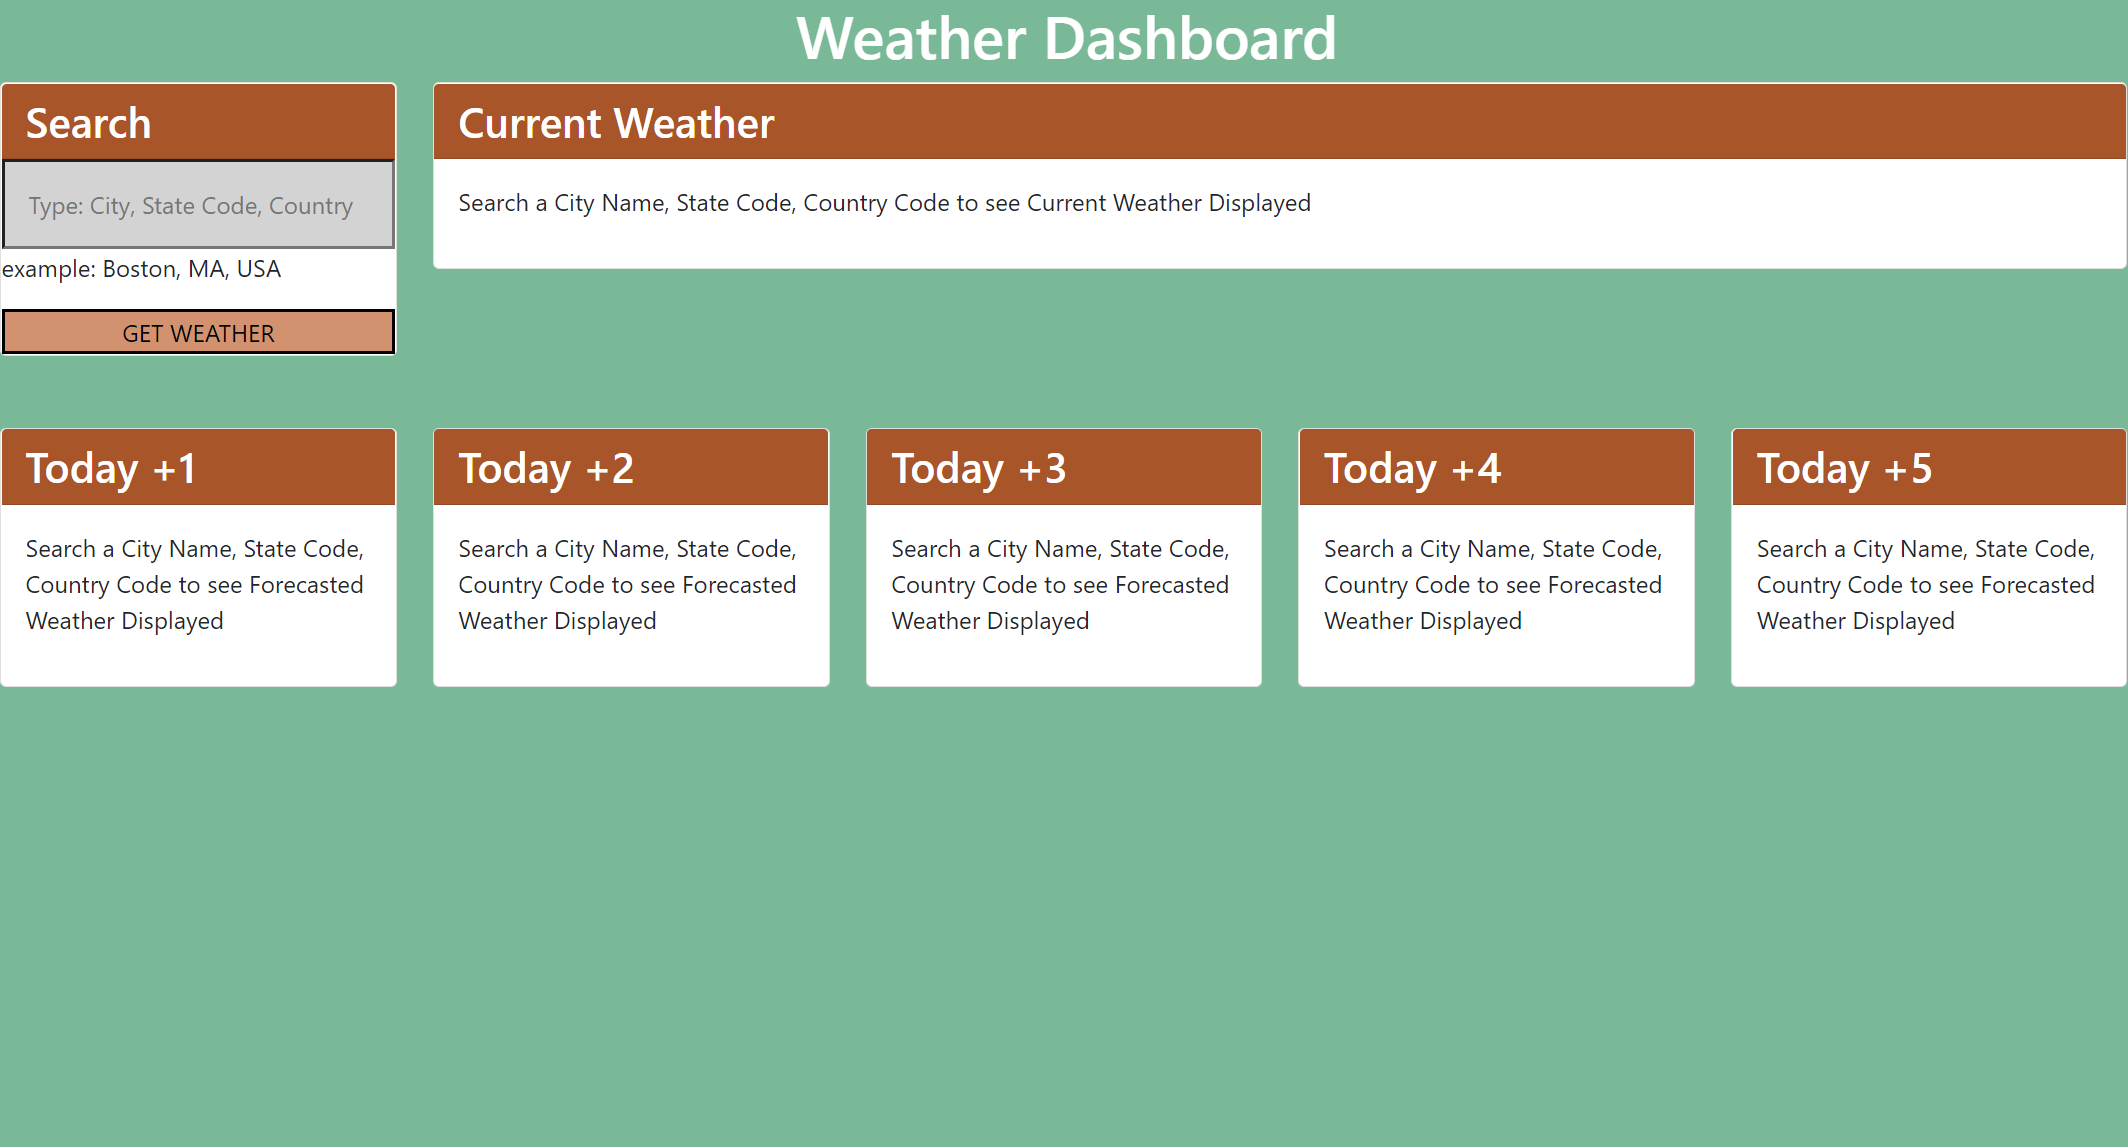 Weather Dashboard
Search
Type: City, State Code, Country
example: Boston, MA, USA
GET WEATHER
Current Weather
Search a City Name, State Code, Country Code to see Current Weather Displayed
Today +1
Search a City Name, State Code,
Country Code to see Forecasted
Weather Displayed
Today +2
Search a City Name, State Code,
Country Code to see Forecasted
Weather Displayed
Today +3
Search a City Name, State Code,
Country Code to see Forecasted
Weather Displayed
Today +4
Search a City Name, State Code,
Country Code to see Forecasted
Weather Displayed
Today +5
Search a City Name, State Code,
Country Code to see Forecasted
Weather Displayed